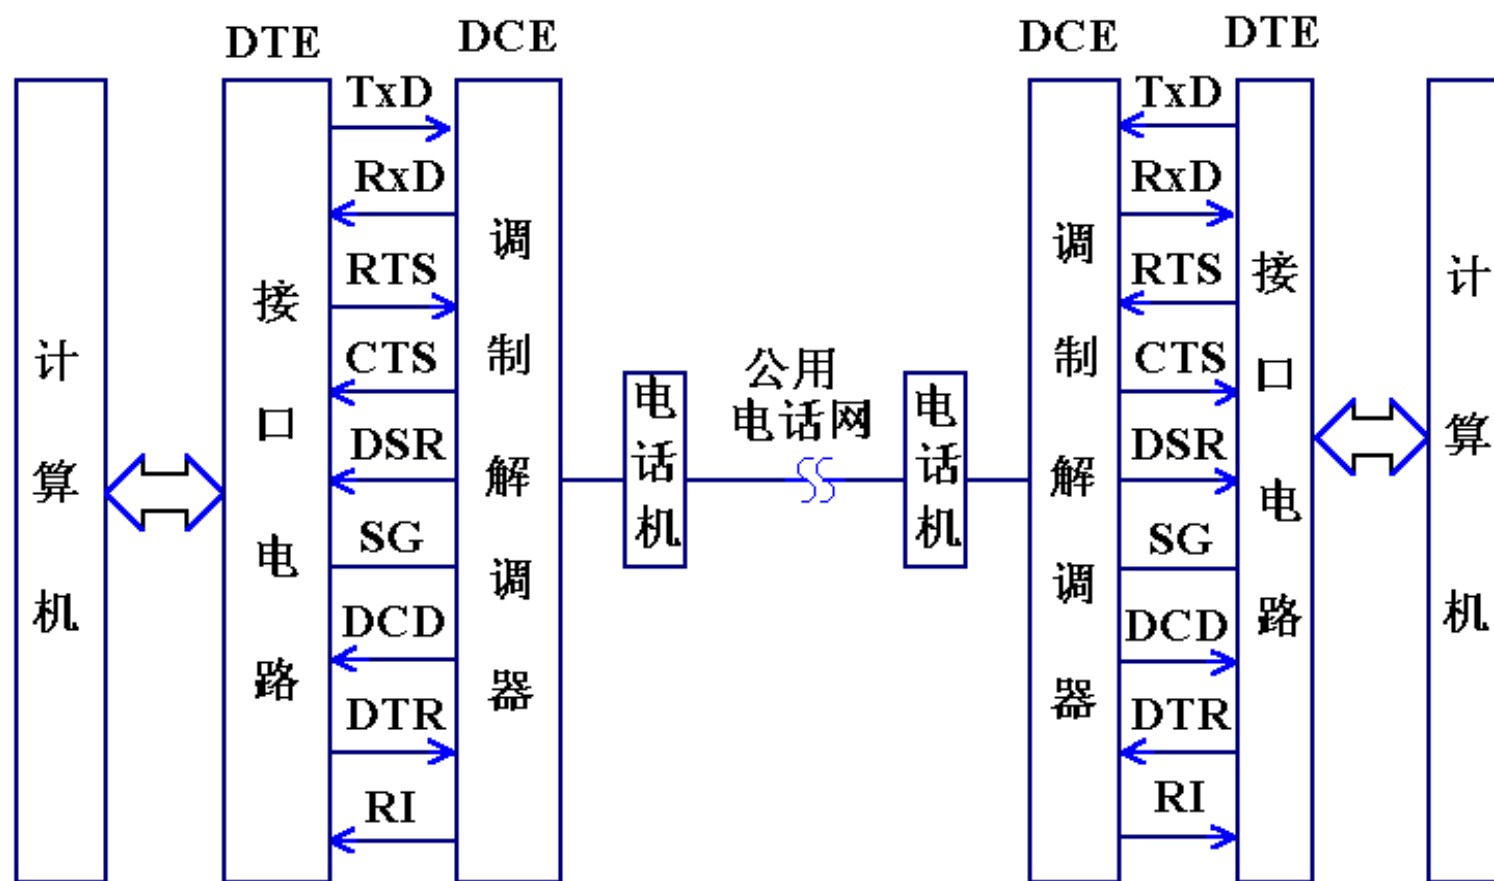 DTE
DCE
DCE
DTE
计算机
接口电路
TxD
RxD
RTS
CTS
DSR
SG
DCD
DTR
RI
调制解调器
电话机
公用
电话网
电话机
调制解调器
TxD
RxD
RTS
CTS
DSR
SG
DCD
DTR
RI
接口电路
计算机